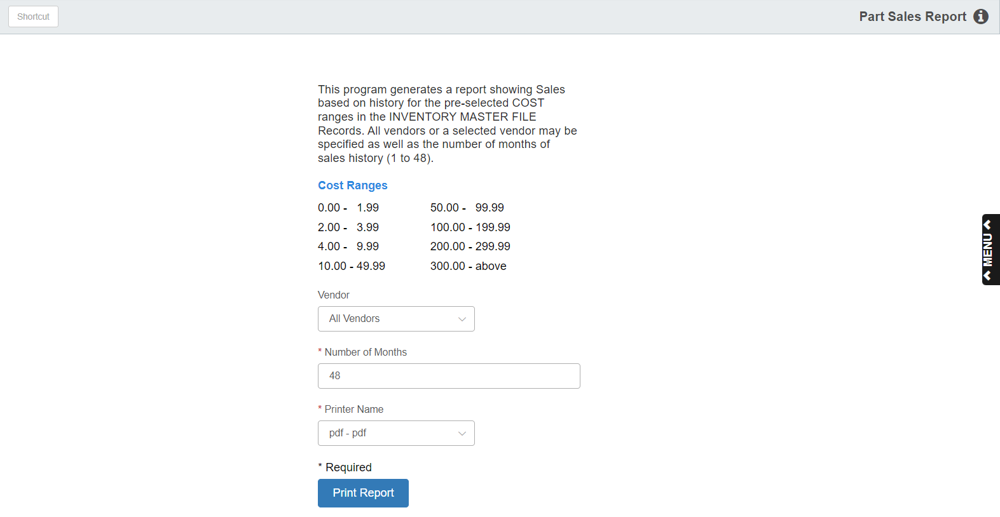 Shortcut
Part Sales Report
This program generates a report showing Sales
based on history for the pre-selected COST
ranges in the INVENTORY MASTER FILE
Records. All vendors or a selected vendor may be
specified as well as the number of months of
sales history (1 to 48).
Cost Ranges
0.00 - 1.99 50.00 - 99.99
2.00 - 3.99 100.00 - 199.99
4.00 - 9.99 200.00 - 299.99
10.00 - 49.99 300.00 - above
MENU
Vendor
All Vendors
* Number of Months
48
* Printer Name
pdf - pdf
* Required
Print Report